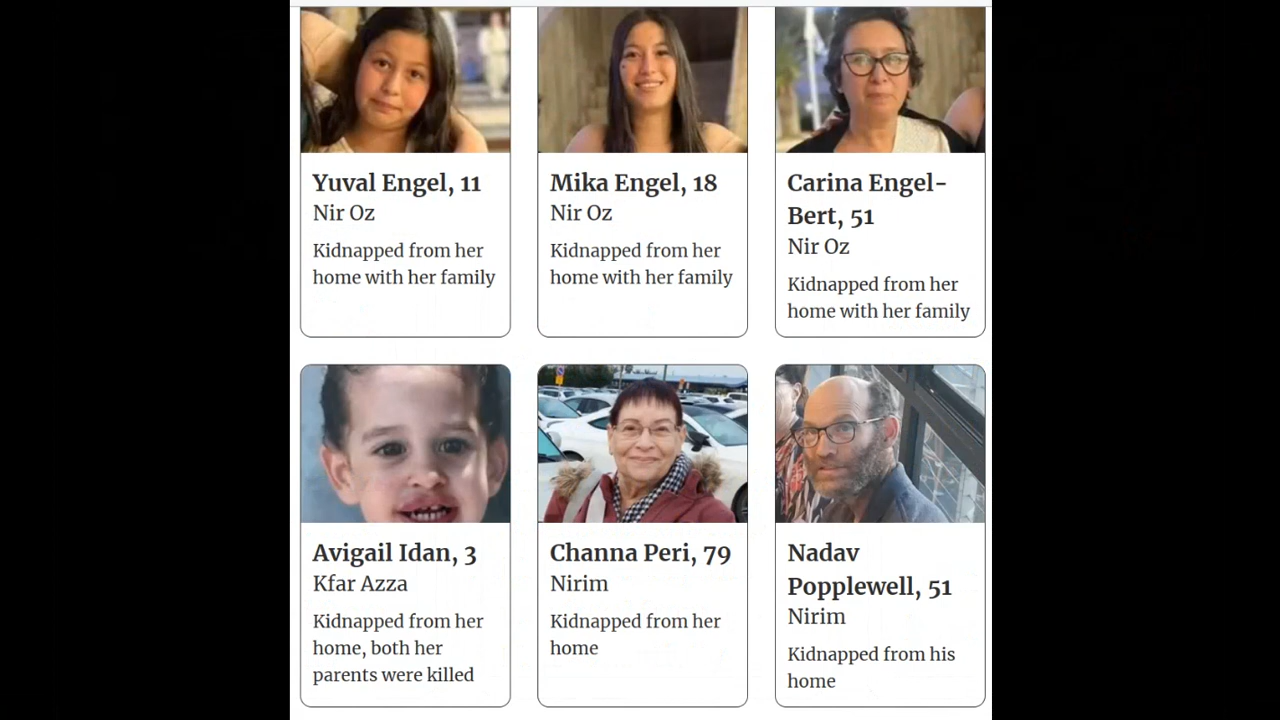 Yuval Engel, 11
Nir Oz
Kidnapped from her
home with her family
Mika Engel, 18
Nir Oz
Kidnapped from her
home with her family
Carina Engel-
Bert, 51
Nir Oz
Kidnapped from her
home with her family
Avigail Idan, 3
Kfar Azza
Kidnapped from her
home, both her
parents were killed
Channa Peri, 79
Nirim
Kidnapped from her
home
Nadav
Popplewell, 51
Nirim
Kidnapped from his
home